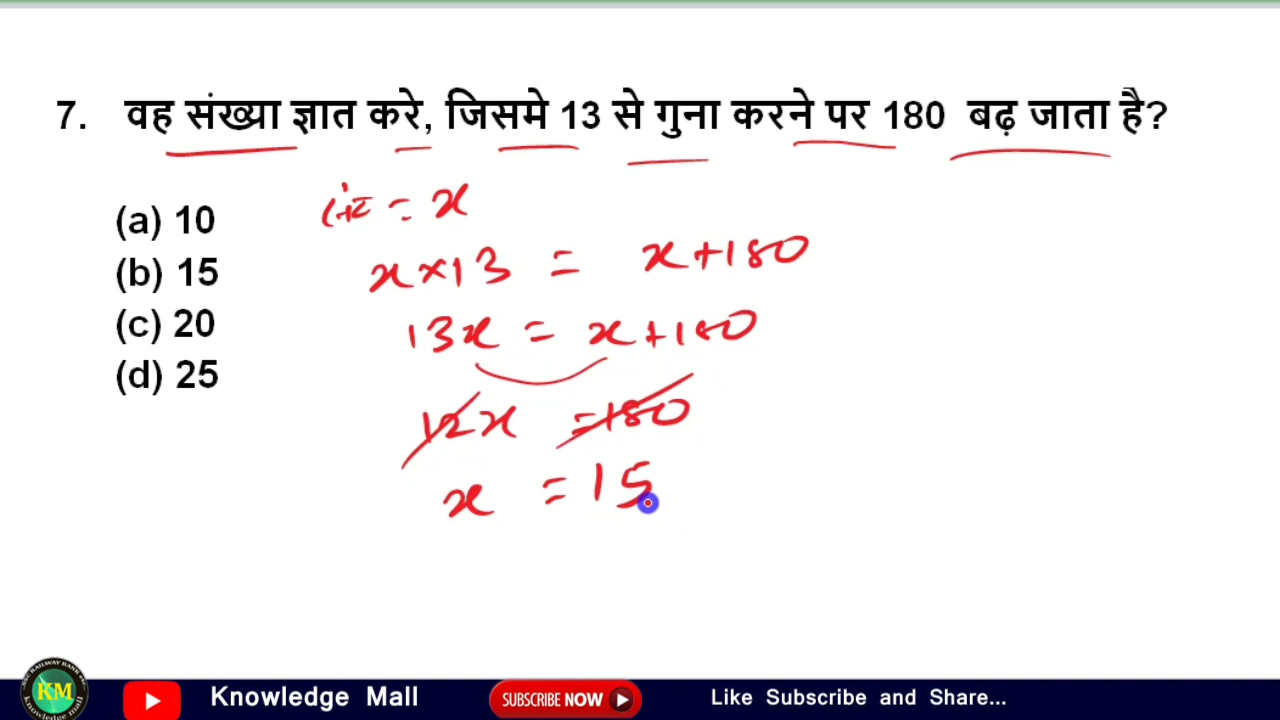 7. वह संख्या ज्ञात करे, जिसमे 13 से गुना करने पर 180 बढ़ जाता है?
(a) 10
(b) 15
(c) 20
(d) 25
= x
x×13 = x+180
13x = x+180
12x =180
x = 15
KM
Knowledge Mall
SUBSCRIBE NOW
Like Subscribe and Share...